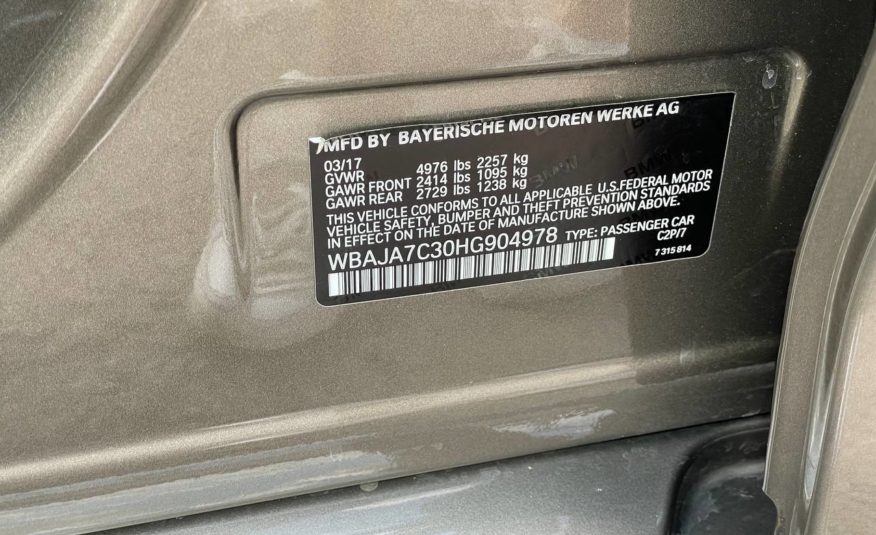 MFD BY BAYERISCHE MOTOREN WERKE AG
03/17
GVWR 4976 lbs 2257 kg
GAWR FRONT 2414 lbs 1095 kg
GAWR REAR 2729 lbs 1238 kg
THIS VEHICLE CONFORMS TO ALL APPLICABLE U.S.FEDERAL MOTOR
VEHICLE SAFETY, BUMPER AND THEFT PREVENTION STANDARDS
IN EFFECT ON THE DATE OF MANUFACTURE SHOWN ABOVE.
WBAJA7C30HG904978 TYPE: PASSENGER CAR
C2P/7
7 315 814